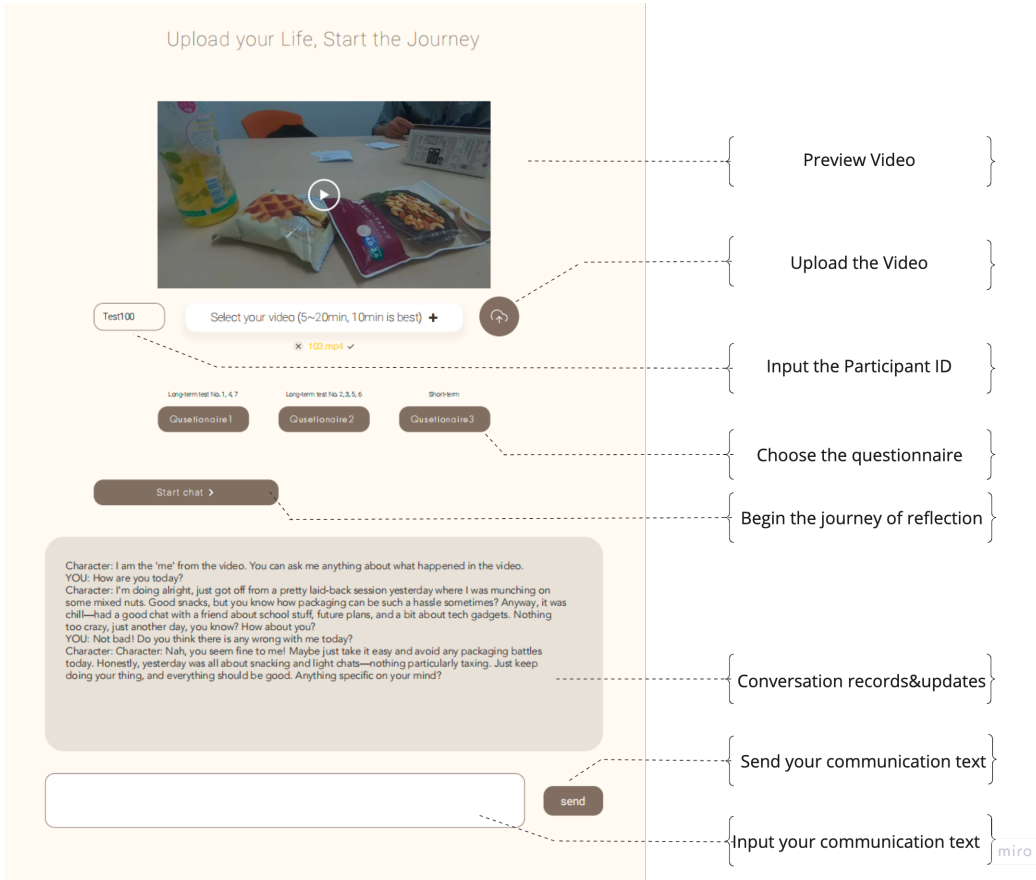 Upload your Life, Start the Journey
Preview Video
Upload the Video
Test100
Select your video (5~20min, 10min is best) +
103.mp4
Input the Participant ID
Long-term test No. 1, 4, 7
Long-term test No. 2, 3, 5, 6
Short-term
Qusetionaire1
Qusetionaire2
Qusetionaire3
Choose the questionnaire
Start chat >
Begin the journey of reflection
Character: I am the 'me' from the video. You can ask me anything about what happened in the video.
YOU: How are you today?
Character: I'm doing alright, just got off from a pretty laid-back session yesterday where I was munching on
some mixed nuts. Good snacks, but you know how packaging can be such a hassle sometimes? Anyway, it was
chill—had a good chat with a friend about school stuff, future plans, and a bit about tech gadgets. Nothing
too crazy, just another day, you know? How about you?
YOU: Not bad! Do you think there is any wrong with me today?
Character: Character: Nah, you seem fine to me! Maybe just take it easy and avoid any packaging battles
today. Honestly, yesterday was all about snacking and light chats—nothing particularly taxing. Just keep
doing your thing, and everything should be good. Anything specific on your mind?
Conversation records&updates
Send your communication text
send
Input your communication text
miro